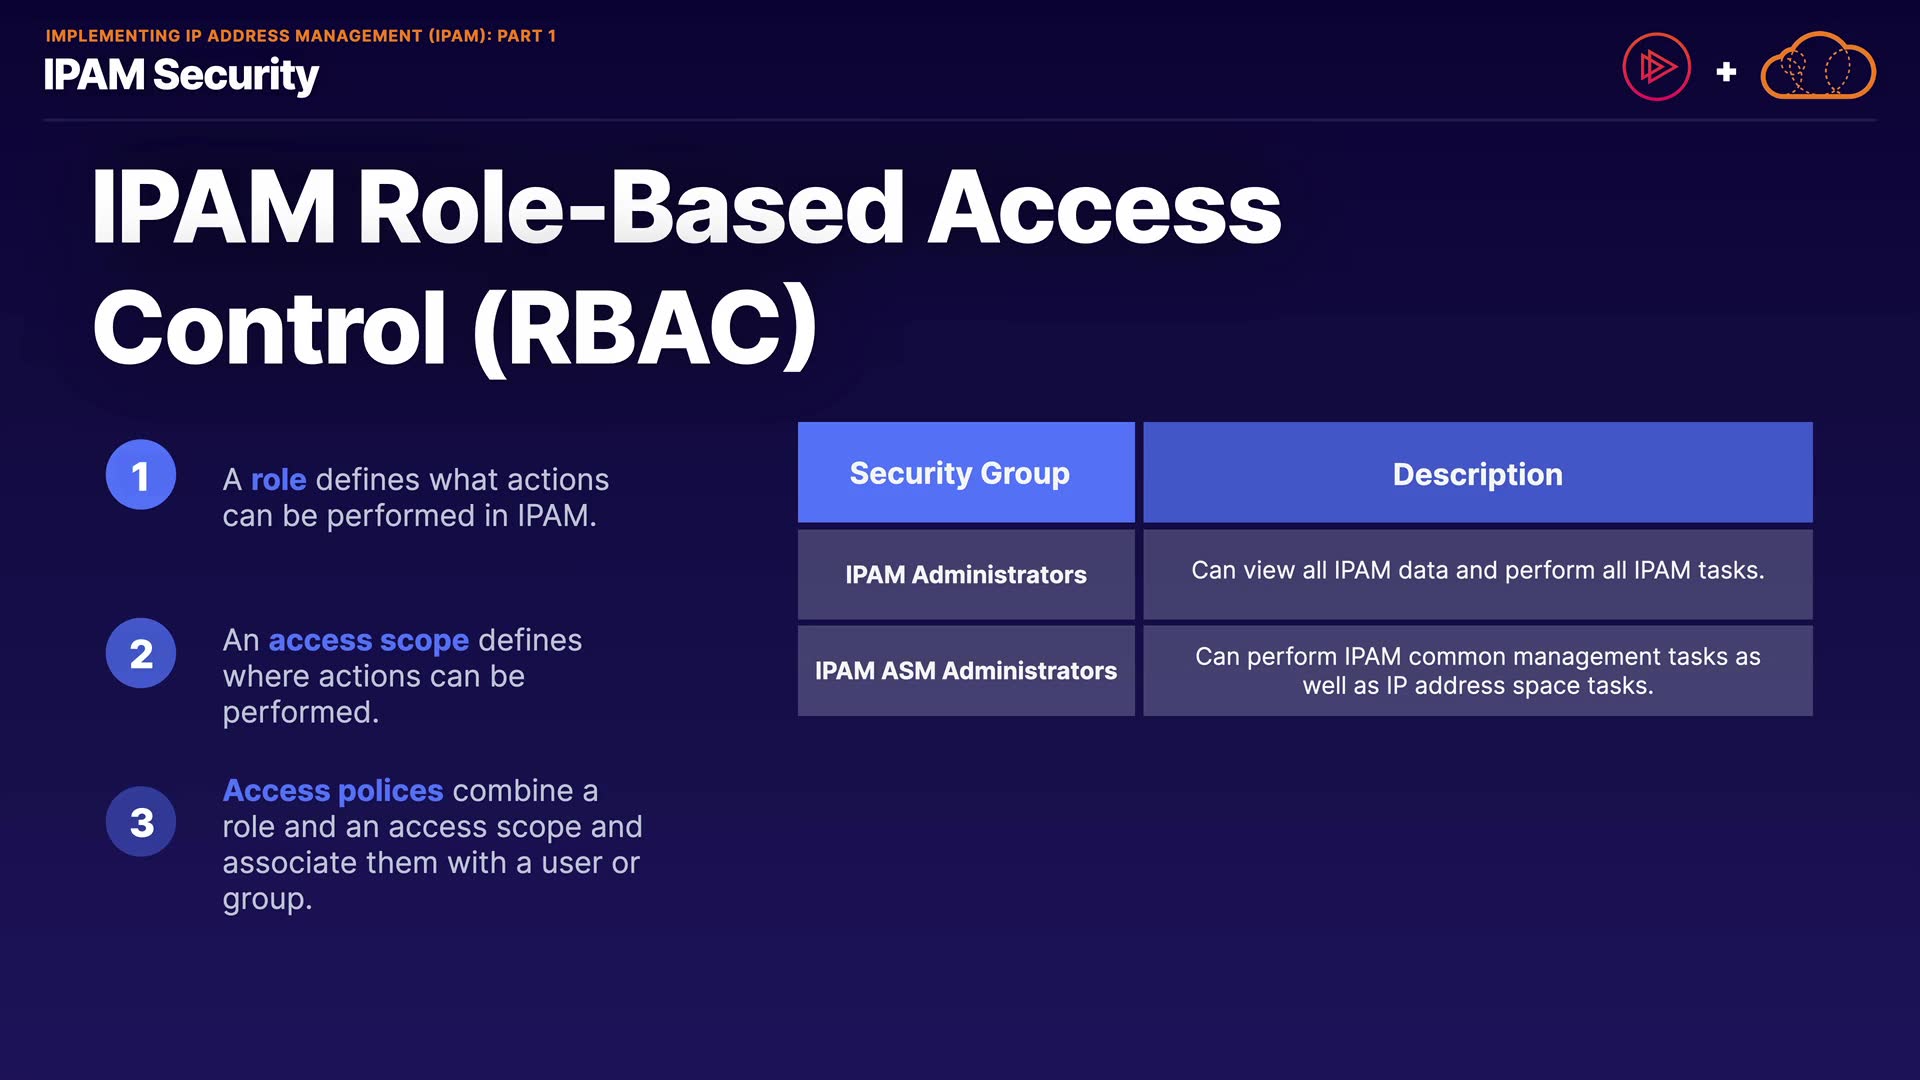 IMPLEMENTING IP ADDRESS MANAGEMENT (IPAM): PART 1
IPAM Security
+
IPAM Role-Based Access
Control (RBAC)
1
A role defines what actions
can be performed in IPAM.
2
An access scope defines
where actions can be
performed.
3
Access polices combine a
role and an access scope and
associate them with a user or
group.
Security Group
Description
IPAM Administrators
Can view all IPAM data and perform all IPAM tasks.
IPAM ASM Administrators
Can perform IPAM common management tasks as
well as IP address space tasks.